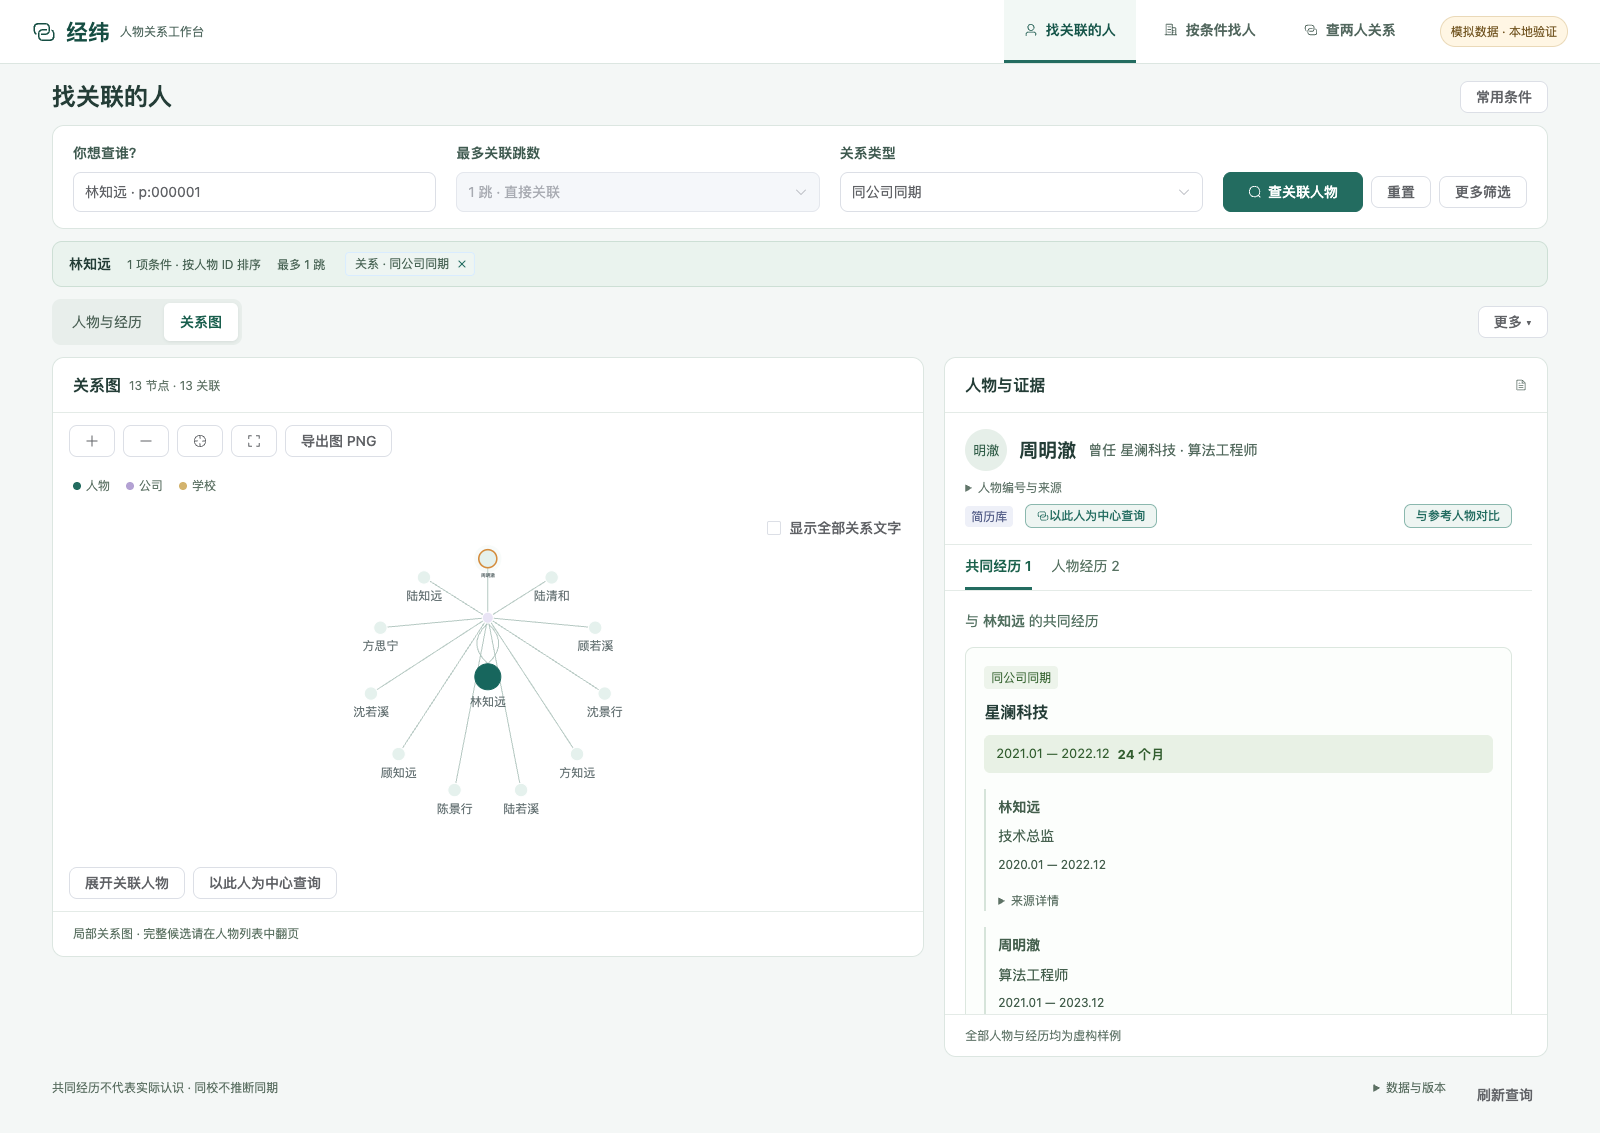 经纬 人物关系工作台
找关联的人
按条件找人
查两人关系
模拟数据 · 本地验证
找关联的人
常用条件
你想查谁?
最多关联跳数
关系类型
林知远 · p:000001
1 跳 · 直接关联
同公司同期
查关联人物
重置
更多筛选
林知远 1 项条件 · 按人物 ID 排序 最多 1 跳 关系 · 同公司同期 ×
人物与经历
关系图
更多 ▾
关系图 13 节点 · 13 关联
导出图 PNG
人物 公司 学校
显示全部关系文字
周明澈
陆知远
陆清和
方思宁
顾若溪
林知远
沈若溪
沈景行
顾知远
方知远
陈景行
陆若溪
展开关联人物
以此人为中心查询
局部关系图 · 完整候选请在人物列表中翻页
人物与证据
明澈
周明澈 曾任 星澜科技 · 算法工程师
▶ 人物编号与来源
简历库
以此人为中心查询
与参考人物对比
共同经历 1
人物经历 2
与 林知远 的共同经历
同公司同期
星澜科技
2021.01 — 2022.12 24 个月
林知远
技术总监
2020.01 — 2022.12
▶ 来源详情
周明澈
算法工程师
2021.01 — 2023.12
全部人物与经历均为虚构样例
共同经历不代表实际认识 · 同校不推断同期
▶ 数据与版本
刷新查询